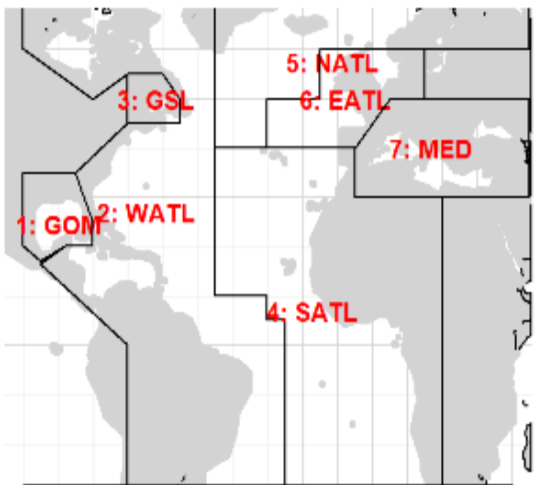 5: NATL
3: GSL
6: EATL
7: MED
2: WATL
1: GOM
4: SATL